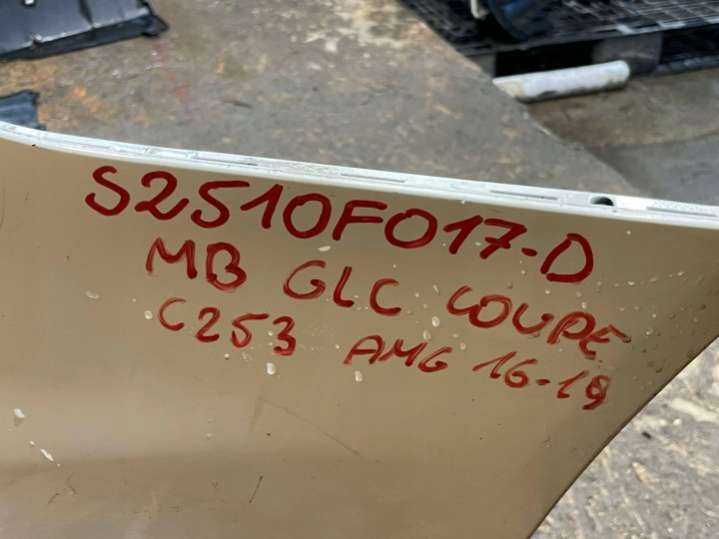 S2510F017-D
MB GLC COUPE
C253 AMG 16-19